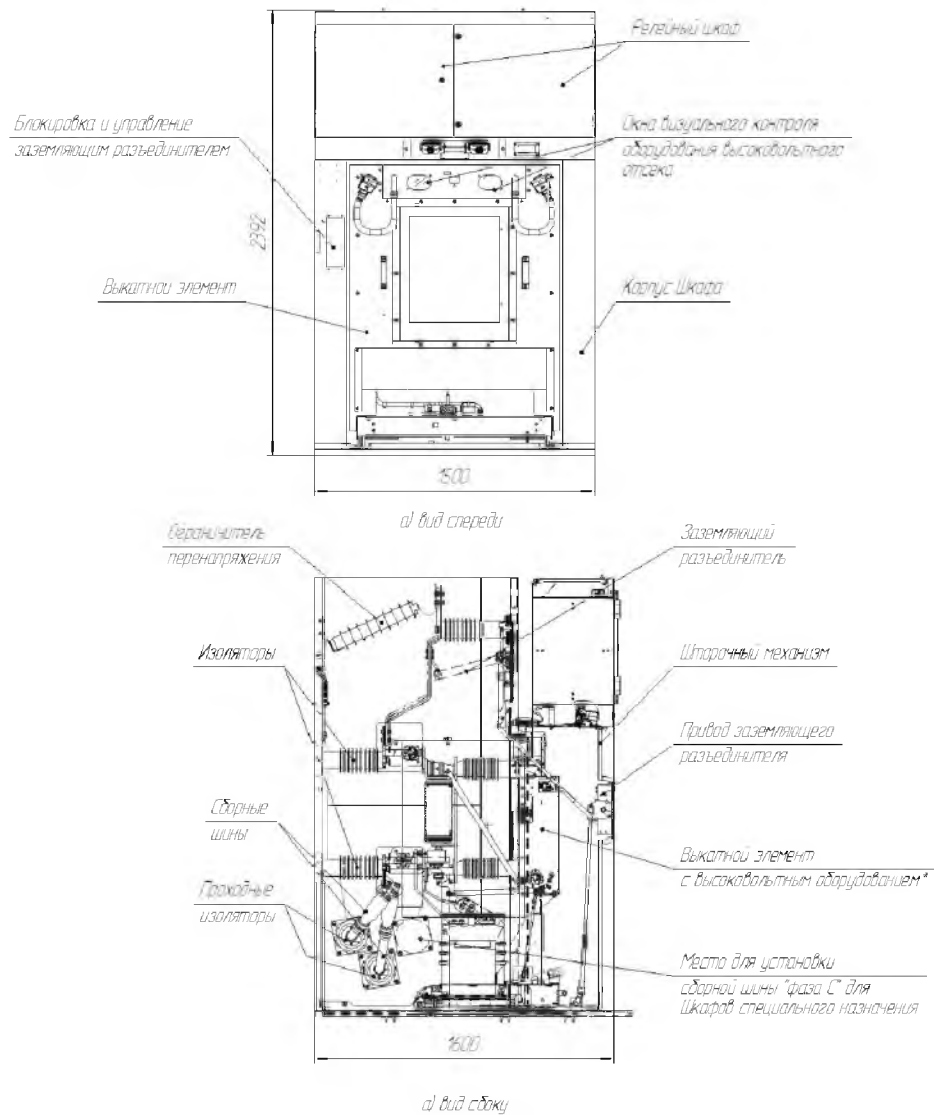 Релейный шкаф
Блокировка и управление
заземляющим разъединителем
Окна визуального контроля
оборудования высоковольтного
отсека
2392
Выкатной элемент
Корпус Шкафа
1500
а) вид спереди
Ограничитель
перенапряжения
Заземляющий
разъединитель
Изоляторы
Шторочный механизм
Привод заземляющего
разъединителя
Сборные
шины
Выкатной элемент
с высоковольтным оборудованием*
Проходные
изоляторы
Место для установки
сборной шины "фаза С" для
Шкафов специального назначения
1600
а) вид сбоку